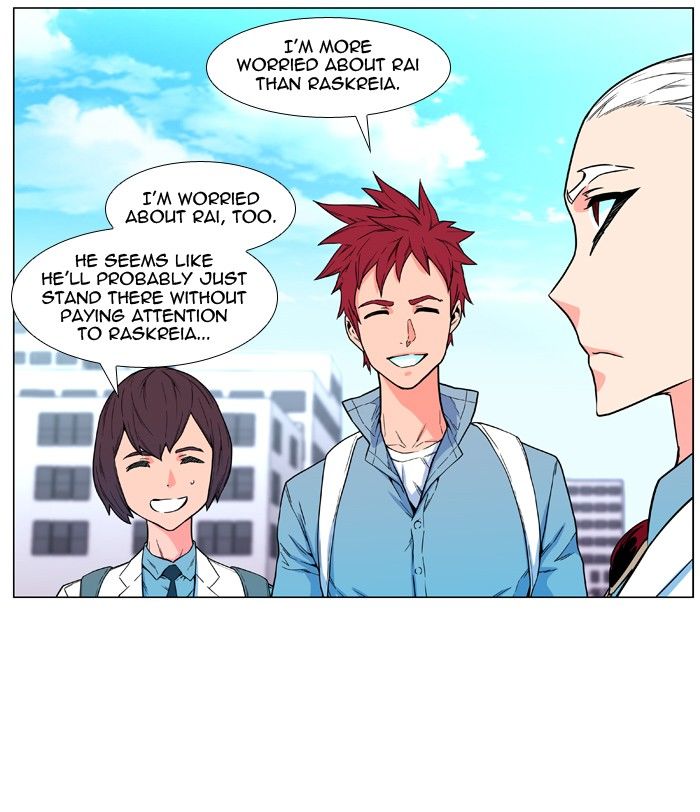 I'M MORE
WORRIED ABOUT RAI
THAN RASKREIA.
I'M WORRIED
ABOUT RAI, TOO.
HE SEEMS LIKE
HE'LL PROBABLY JUST
STAND THERE WITHOUT
PAYING ATTENTION
TO RASKREIA...